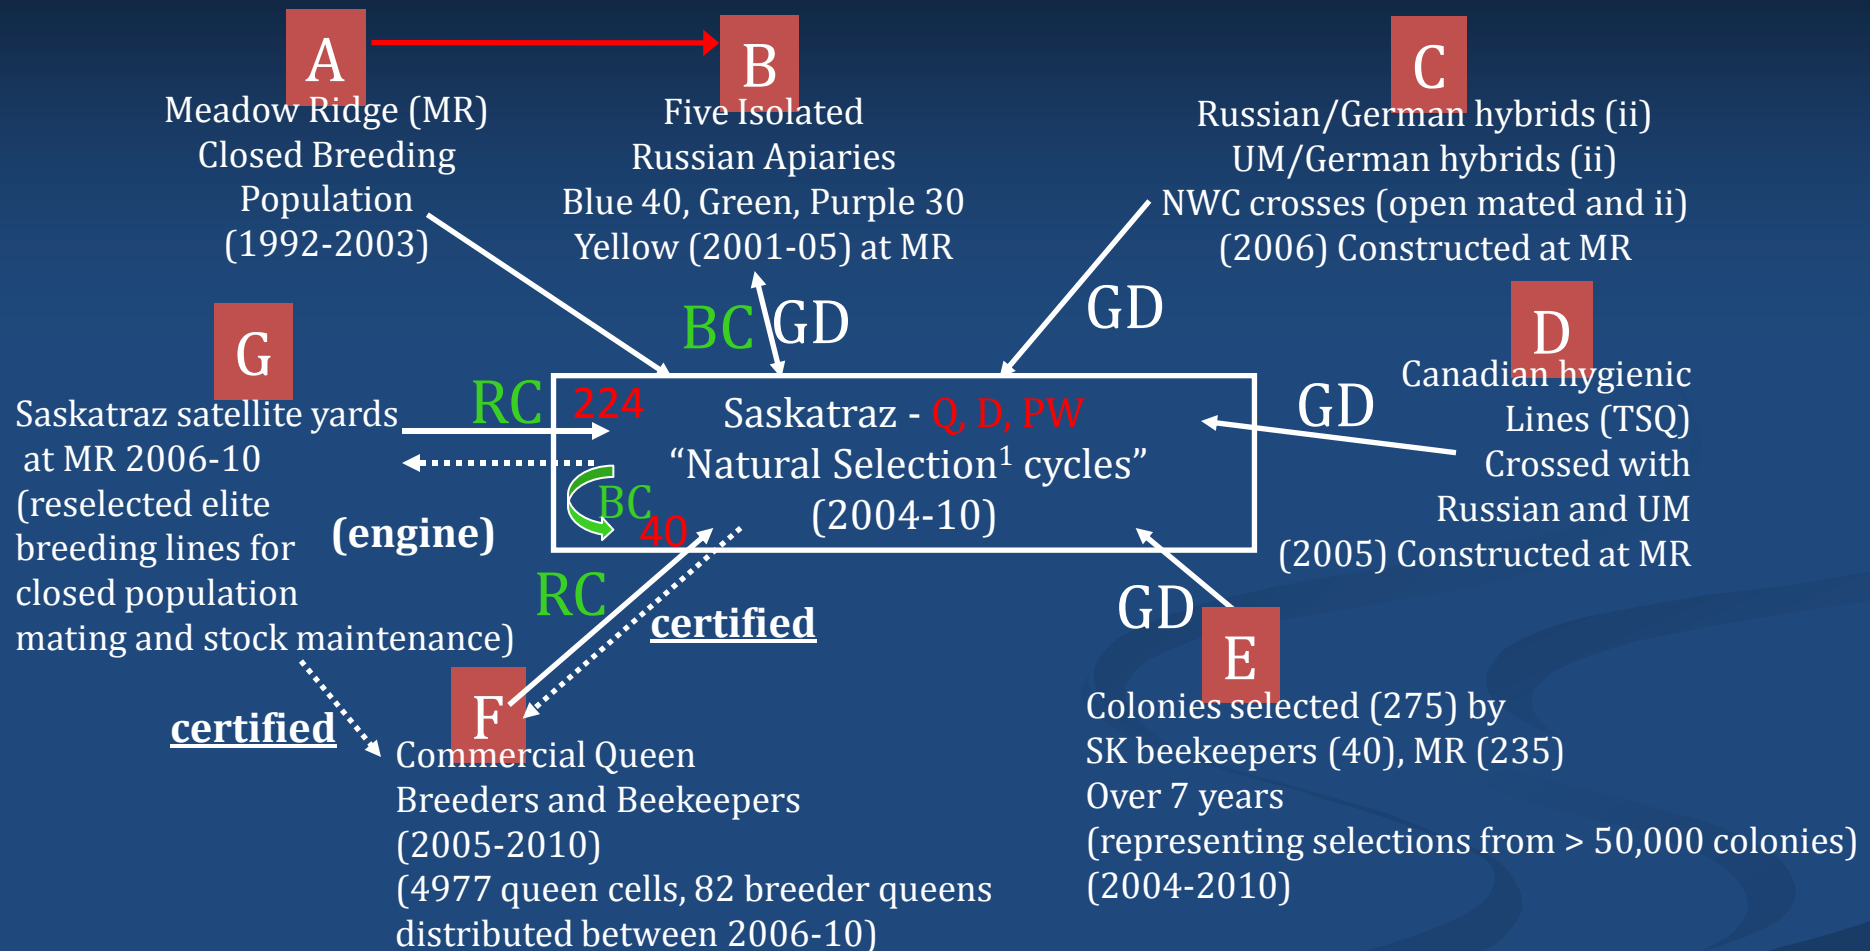 A
Meadow Ridge (MR)
Closed Breeding
Population
(1992-2003)
B
Five Isolated
Russian Apiaries
Blue 40, Green, Purple 30
Yellow (2001-05) at MR
C
Russian/German hybrids (ii)
UM/German hybrids (ii)
NWC crosses (open mated and ii)
(2006) Constructed at MR
BC GD
GD
D
Canadian hygienic
Lines (TSQ)
Crossed with
Russian and UM
(2005) Constructed at MR
GD
G
Saskatraz satellite yards
at MR 2006-10
(reselected elite
breeding lines for
closed population
mating and stock maintenance)
RC
(engine)
224
Saskatraz - Q, D, PW
“Natural Selection¹ cycles”
(2004-10)
BC
40
RC
certified
GD
certified
F
Commercial Queen
Breeders and Beekeepers
(2005-2010)
(4977 queen cells, 82 breeder queens
distributed between 2006-10)
E
Colonies selected (275) by
SK beekeepers (40), MR (235)
Over 7 years
(representing selections from > 50,000 colonies)
(2004-2010)